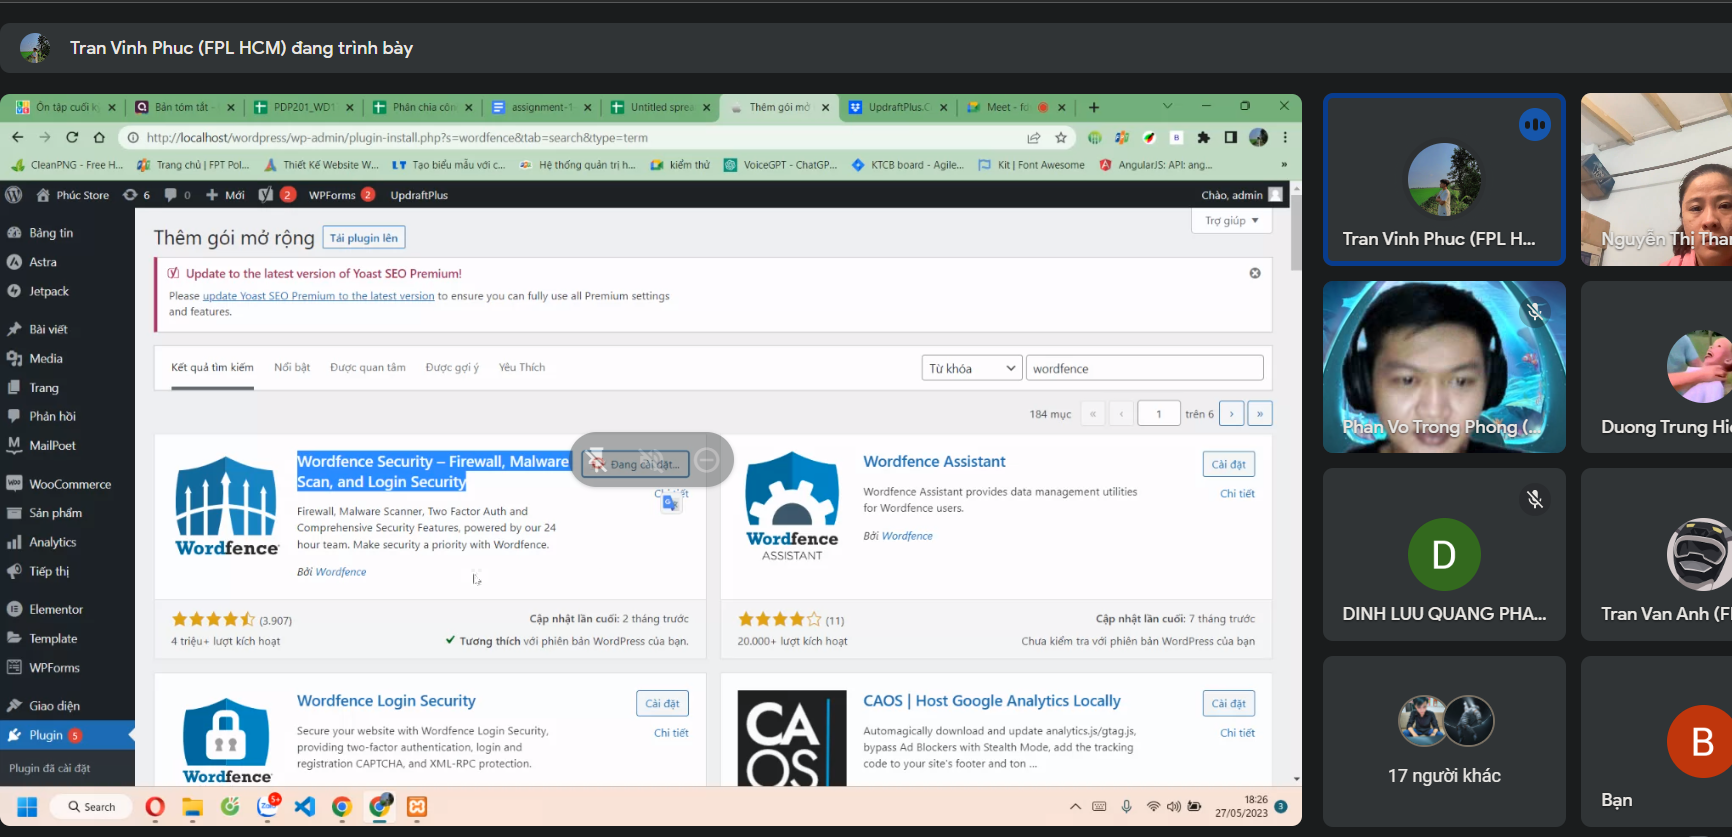 Tran Vinh Phuc (FPL HCM) đang trình bày
Ôn tập cuối k
Bản tóm tắt -
PDP201_WD1
Phân chia côn
assignment-1
Untitled sprea
Thêm gói mở
UpdraftPlus.C
Meet - fd
http://localhost/wordpress/wp-admin/plugin-install.php?s=wordfence&tab=search&type=term
CleanPNG - Free H...
Trang chủ | FPT Pol...
Thiết Kế Website W...
Tạo biểu mẫu với c...
Hệ thống quản trị h...
kiểm thử
VoiceGPT - ChatGP...
KTCB board - Agile...
Kit | Font Awesome
AngularJS: API: ang...
»
Phúc Store
6
0
Mới
2
WPForms 2
UpdraftPlus
Chào, admin
Bảng tin
Astra
Jetpack
Bài viết
Media
Trang
Phản hồi
MailPoet
WooCommerce
Sản phẩm
Analytics
Tiếp thị
Elementor
Template
WPForms
Giao diện
Plugin 5
Plugin đã cài đặt
Trợ giúp
Thêm gói mở rộng
Tải plugin lên
Update to the latest version of Yoast SEO Premium!
Please update Yoast SEO Premium to the latest version to ensure you can fully use all Premium settings
and features.
Kết quả tìm kiếm
Nổi bật
Được quan tâm
Được gợi ý
Yêu Thích
Từ khóa
wordfence
184 mục
«
‹
1
trên 6
›
»
Wordfence
Wordfence Security – Firewall, Malware
Scan, and Login Security
Đang cài đặt...
Chi tiết
Firewall, Malware Scanner, Two Factor Auth and
Comprehensive Security Features, powered by our 24
hour team. Make security a priority with Wordfence.
Bởi Wordfence
(3.907)
4 triệu+ lượt kích hoạt
Cập nhật lần cuối: 2 tháng trước
Tương thích với phiên bản WordPress của bạn.
Wordfence
ASSISTANT
Wordfence Assistant
Cài đặt
Chi tiết
Wordfence Assistant provides data management utilities
for Wordfence users.
Bởi Wordfence
(11)
20.000+ lượt kích hoạt
Cập nhật lần cuối: 7 tháng trước
Chưa kiểm tra với phiên bản WordPress của bạn
Wordfence
Wordfence Login Security
Cài đặt
Chi tiết
Secure your website with Wordfence Login Security,
providing two-factor authentication, login and
registration CAPTCHA, and XML-RPC protection.
CAOS
CAOS | Host Google Analytics Locally
Cài đặt
Chi tiết
Automagically download and update analytics.js/gtag.js,
bypass Ad Blockers with Stealth Mode, add the tracking
code to your site's footer and ton ...
Search
Zalo
5+
18:26
27/05/2023
3
Tran Vinh Phuc (FPL H...
Nguyễn Thị Tha
Phan Vo Trong Phong (...
Duong Trung Hi
D
DINH LUU QUANG PHA...
Tran Van Anh (F
17 người khác
B
Bạn